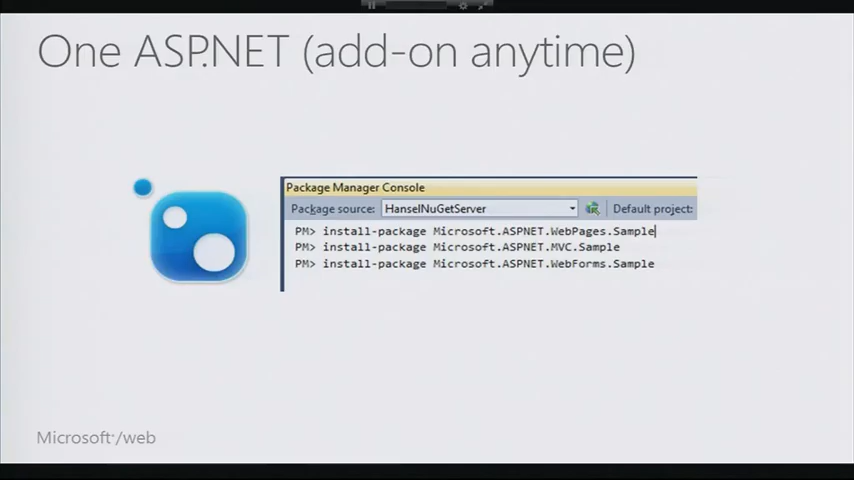 One ASP.NET (add-on anytime)
Package Manager Console
Package source: HanselNuGetServer Default project:
PM> install-package Microsoft.ASPNET.WebPages.Sample
PM> install-package Microsoft.ASPNET.MVC.Sample
PM> install-package Microsoft.ASPNET.WebForms.Sample
Microsoft®/web